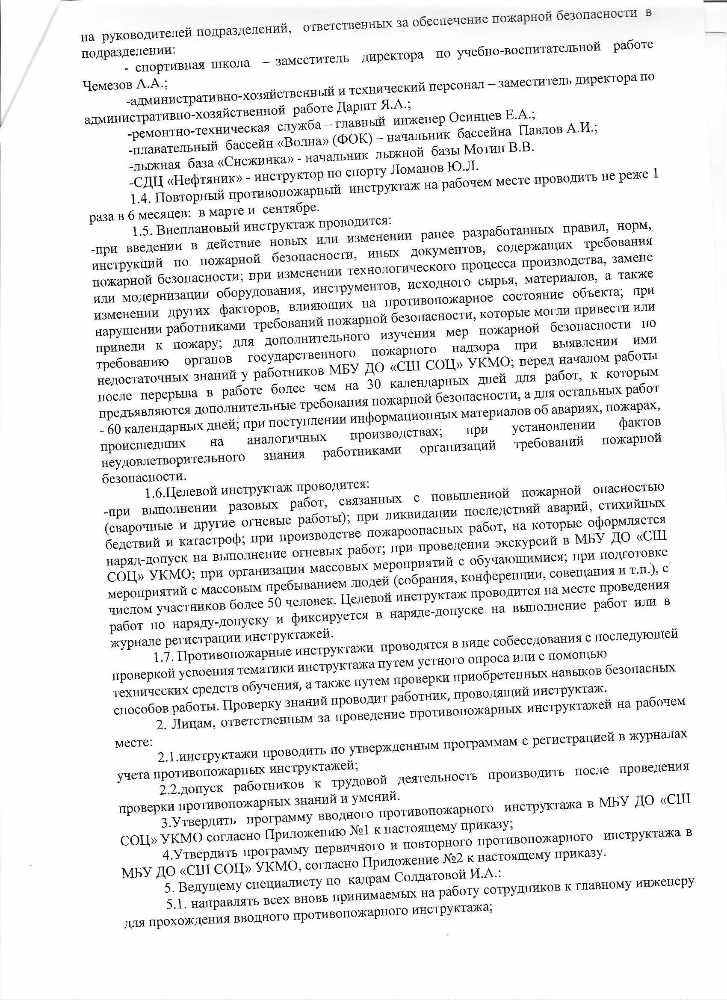 на руководителей подразделений, ответственных за обеспечение пожарной безопасности в
подразделении:
- спортивная школа – заместитель директора по учебно-воспитательной работе
Чемезов А.А.;
-административно-хозяйственный и технический персонал – заместитель директора по
административно-хозяйственной работе Даршт Я.А.;
-ремонтно-техническая служба – главный инженер Осинцев Е.А.;
-плавательный бассейн «Волна» (ФОК) – начальник бассейна Павлов А.И.;
-лыжная база «Снежинка» - начальник лыжной базы Мотин В.В.
-СДЦ «Нефтяник» - инструктор по спорту Ломанов Ю.Л.
1.4. Повторный противопожарный инструктаж на рабочем месте проводить не реже 1
раза в 6 месяцев: в марте и сентябре.
1.5. Внеплановый инструктаж проводится:
-при введении в действие новых или изменении ранее разработанных правил, норм,
инструкций по пожарной безопасности, иных документов, содержащих требования
пожарной безопасности; при изменении технологического процесса производства, замене
или модернизации оборудования, инструментов, исходного сырья, материалов, а также
изменении других факторов, влияющих на противопожарное состояние объекта; при
нарушении работниками требований пожарной безопасности, которые могли привести или
привели к пожару; для дополнительного изучения мер пожарной безопасности по
требованию органов государственного пожарного надзора при выявлении ими
недостаточных знаний у работников МБУ ДО «СШ СОЦ» УКМО; перед началом работы
после перерыва в работе более чем на 30 календарных дней для работ, к которым
предъявляются дополнительные требования пожарной безопасности, а для остальных работ
- 60 календарных дней; при поступлении информационных материалов об авариях, пожарах,
происшедших на аналогичных производствах; при установлении фактов
неудовлетворительного знания работниками организаций требований пожарной
безопасности.
1.6.Целевой инструктаж проводится:
-при выполнении разовых работ, связанных с повышенной пожарной опасностью
(сварочные и другие огневые работы); при ликвидации последствий аварий, стихийных
бедствий и катастроф; при производстве пожароопасных работ, на которые оформляется
наряд-допуск на выполнение огневых работ; при проведении экскурсий в МБУ ДО «СШ
СОЦ» УКМО; при организации массовых мероприятий с обучающимися; при подготовке
мероприятий с массовым пребыванием людей (собрания, конференции, совещания и т.п.), с
числом участников более 50 человек. Целевой инструктаж проводится на месте проведения
работ по наряду-допуску и фиксируется в наряде-допуске на выполнение работ или в
журнале регистрации инструктажей.
1.7. Противопожарные инструктажи проводятся в виде собеседования с последующей
проверкой усвоения тематики инструктажа путем устного опроса или с помощью
технических средств обучения, а также путем проверки приобретенных навыков безопасных
способов работы. Проверку знаний проводит работник, проводящий инструктаж.
2. Лицам, ответственным за проведение противопожарных инструктажей на рабочем
месте:
2.1.инструктажи проводить по утвержденным программам с регистрацией в журналах
учета противопожарных инструктажей;
2.2.допуск работников к трудовой деятельность производить после проведения
проверки противопожарных знаний и умений.
3.Утвердить программу вводного противопожарного инструктажа в МБУ ДО «СШ
СОЦ» УКМО согласно Приложению №1 к настоящему приказу;
4.Утвердить программу первичного и повторного противопожарного инструктажа в
МБУ ДО «СШ СОЦ» УКМО, согласно Приложение №2 к настоящему приказу.
5. Ведущему специалисту по кадрам Солдатовой И.А.:
5.1. направлять всех вновь принимаемых на работу сотрудников к главному инженеру
для прохождения вводного противопожарного инструктажа;